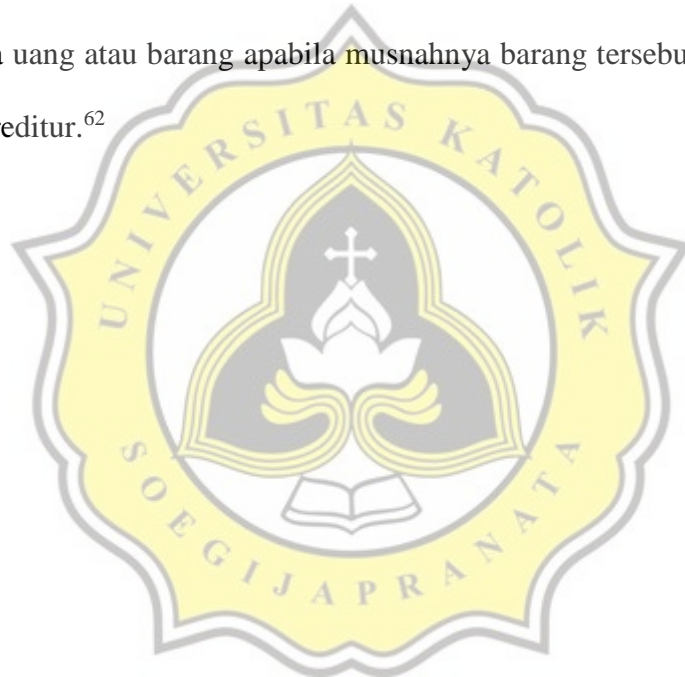 uang atau barang apabila musnahnya barang tersebu
editur.⁶²
UNIVERSITAS KATOLIK
SOEGIJAPRANATA